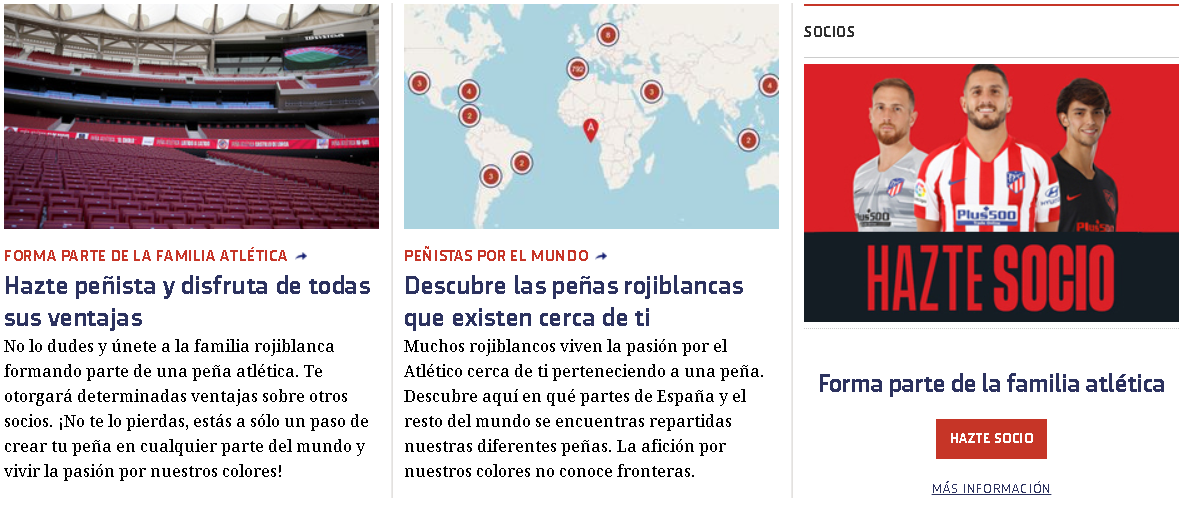 FORMA PARTE DE LA FAMILIA ATLÉTICA
Hazte peñista y disfruta de todas
sus ventajas
No lo dudes y únete a la familia rojiblanca
formando parte de una peña atlética. Te
otorgará determinadas ventajas sobre otros
socios. ¡No te lo pierdas, estás a sólo un paso de
crear tu peña en cualquier parte del mundo y
vivir la pasión por nuestros colores!
8
792
3
4
3
4
2
A
2
2
3
PEÑISTAS POR EL MUNDO
Descubre las peñas rojiblancas
que existen cerca de ti
Muchos rojiblancos viven la pasión por el
Atlético cerca de ti perteneciendo a una peña.
Descubre aquí en qué partes de España y el
resto del mundo se encuentras repartidas
nuestras diferentes peñas. La afición por
nuestros colores no conoce fronteras.
SOCIOS
Plus500
Plus500
Plus500
HAZTE SOCIO
Forma parte de la familia atlética
HAZTE SOCIO
MÁS INFORMACIÓN